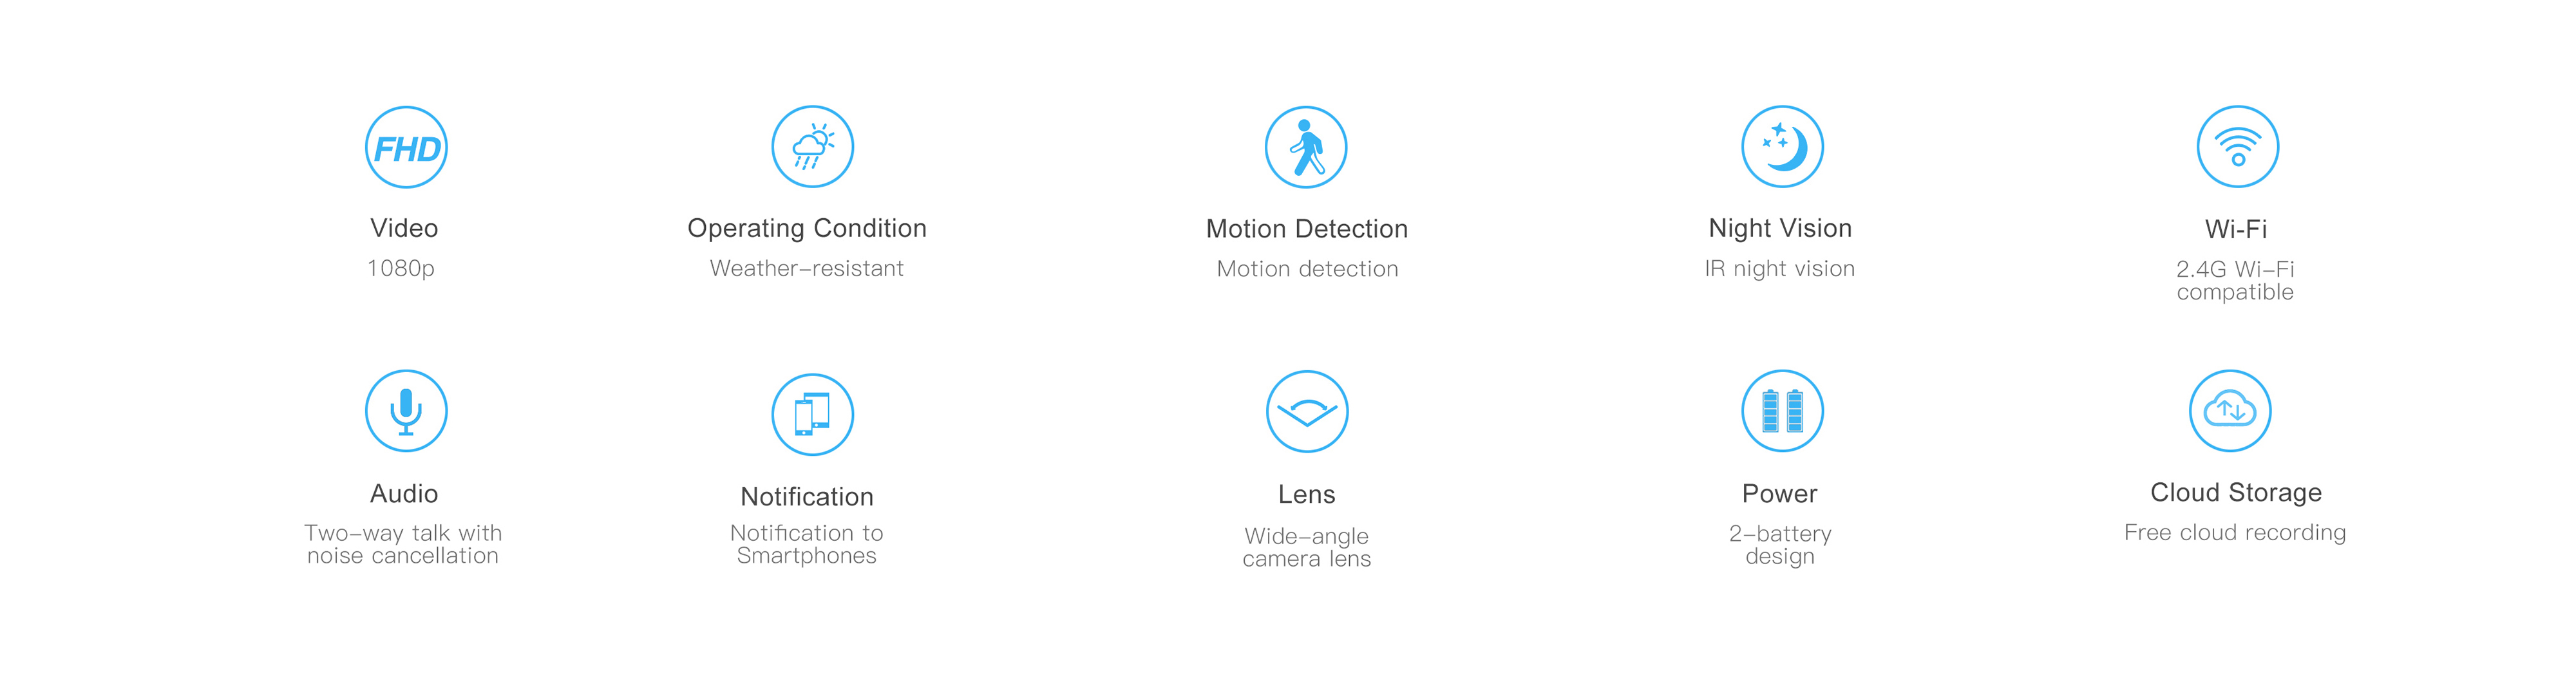 FHD
Video
1080p
Operating Condition
Weather-resistant
Motion Detection
Motion detection
Night Vision
IR night vision
Wi-Fi
2.4G Wi-Fi
compatible
Audio
Two-way talk with
noise cancellation
Notification
Notification to
Smartphones
Lens
Wide-angle
camera lens
Power
2-battery
design
Cloud Storage
Free cloud recording